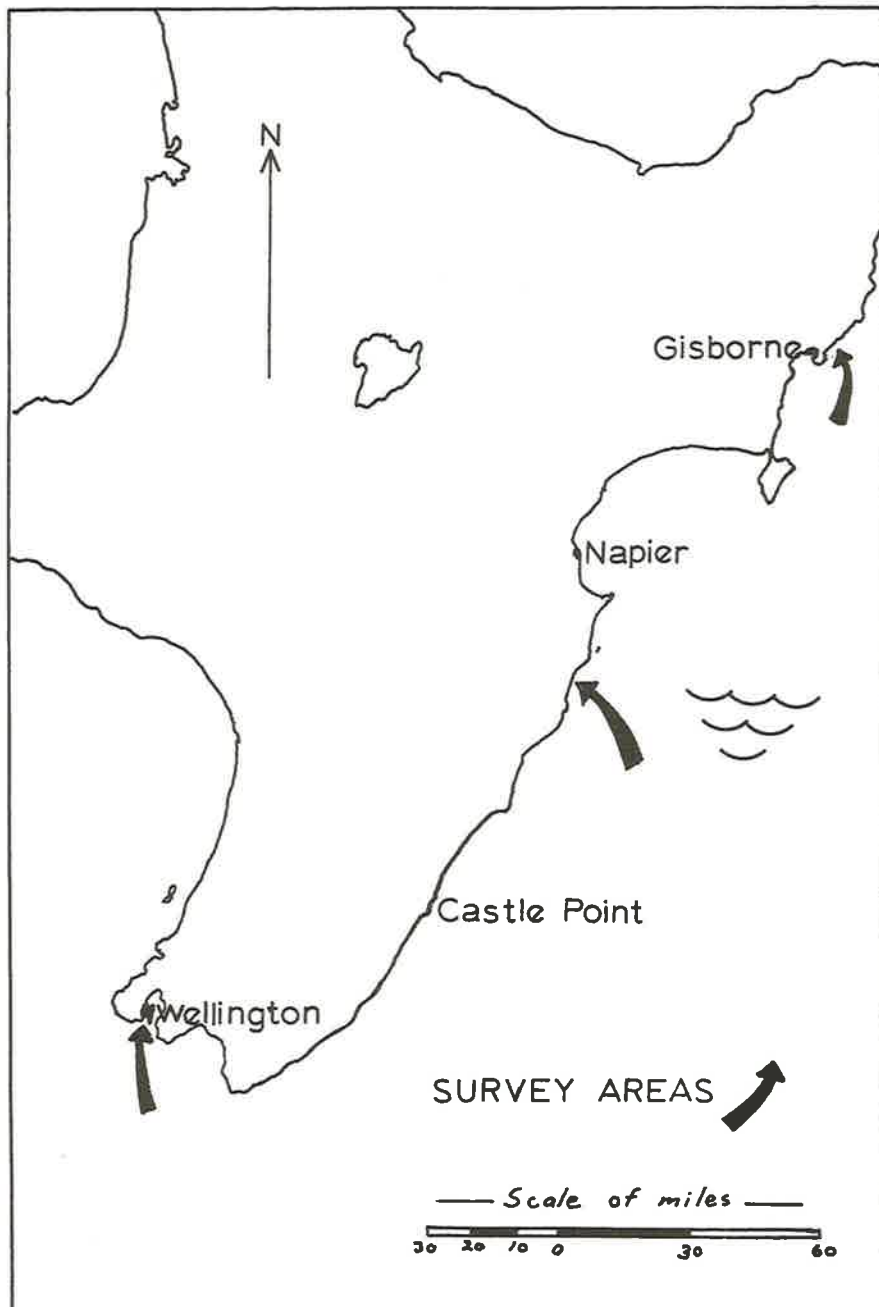 N
Gisborne
Napier
Castle Point
Wellington
SURVEY AREAS
Scale of miles
30 20 10 0 30 60